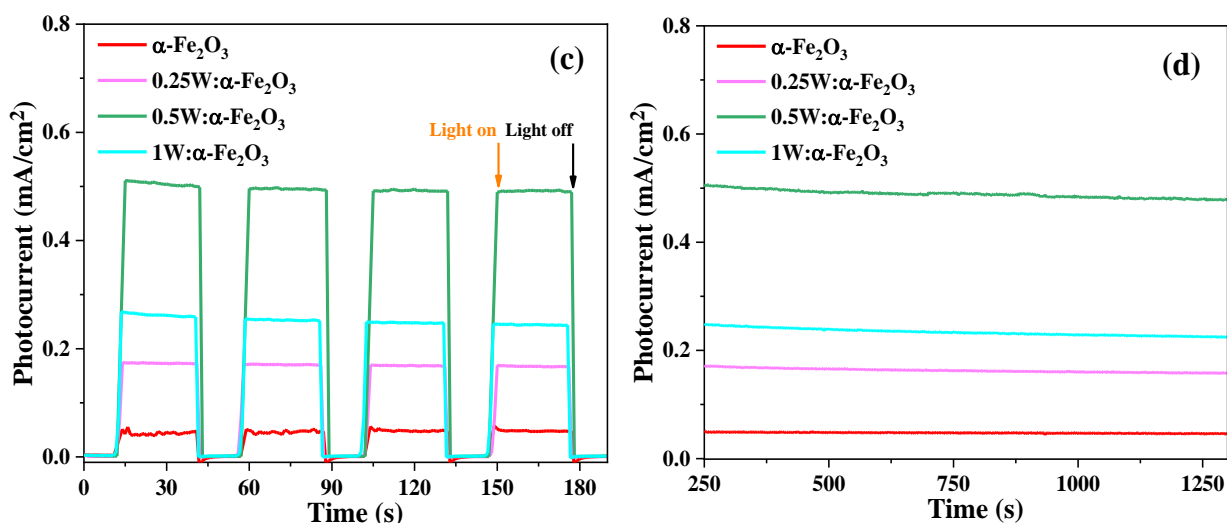 (c)
α-Fe₂O₃
0.25W:α-Fe₂O₃
0.5W:α-Fe₂O₃
1W:α-Fe₂O₃
Light on Light off
Photocurrent (mA/cm²)
0.8
0.6
0.4
0.2
0.0
0 30 60 90 120 150 180
Time (s)
(d)
α-Fe₂O₃
0.25W:α-Fe₂O₃
0.5W:α-Fe₂O₃
1W:α-Fe₂O₃
Photocurrent (mA/cm²)
0.8
0.6
0.4
0.2
0.0
250 500 750 1000 1250
Time (s)